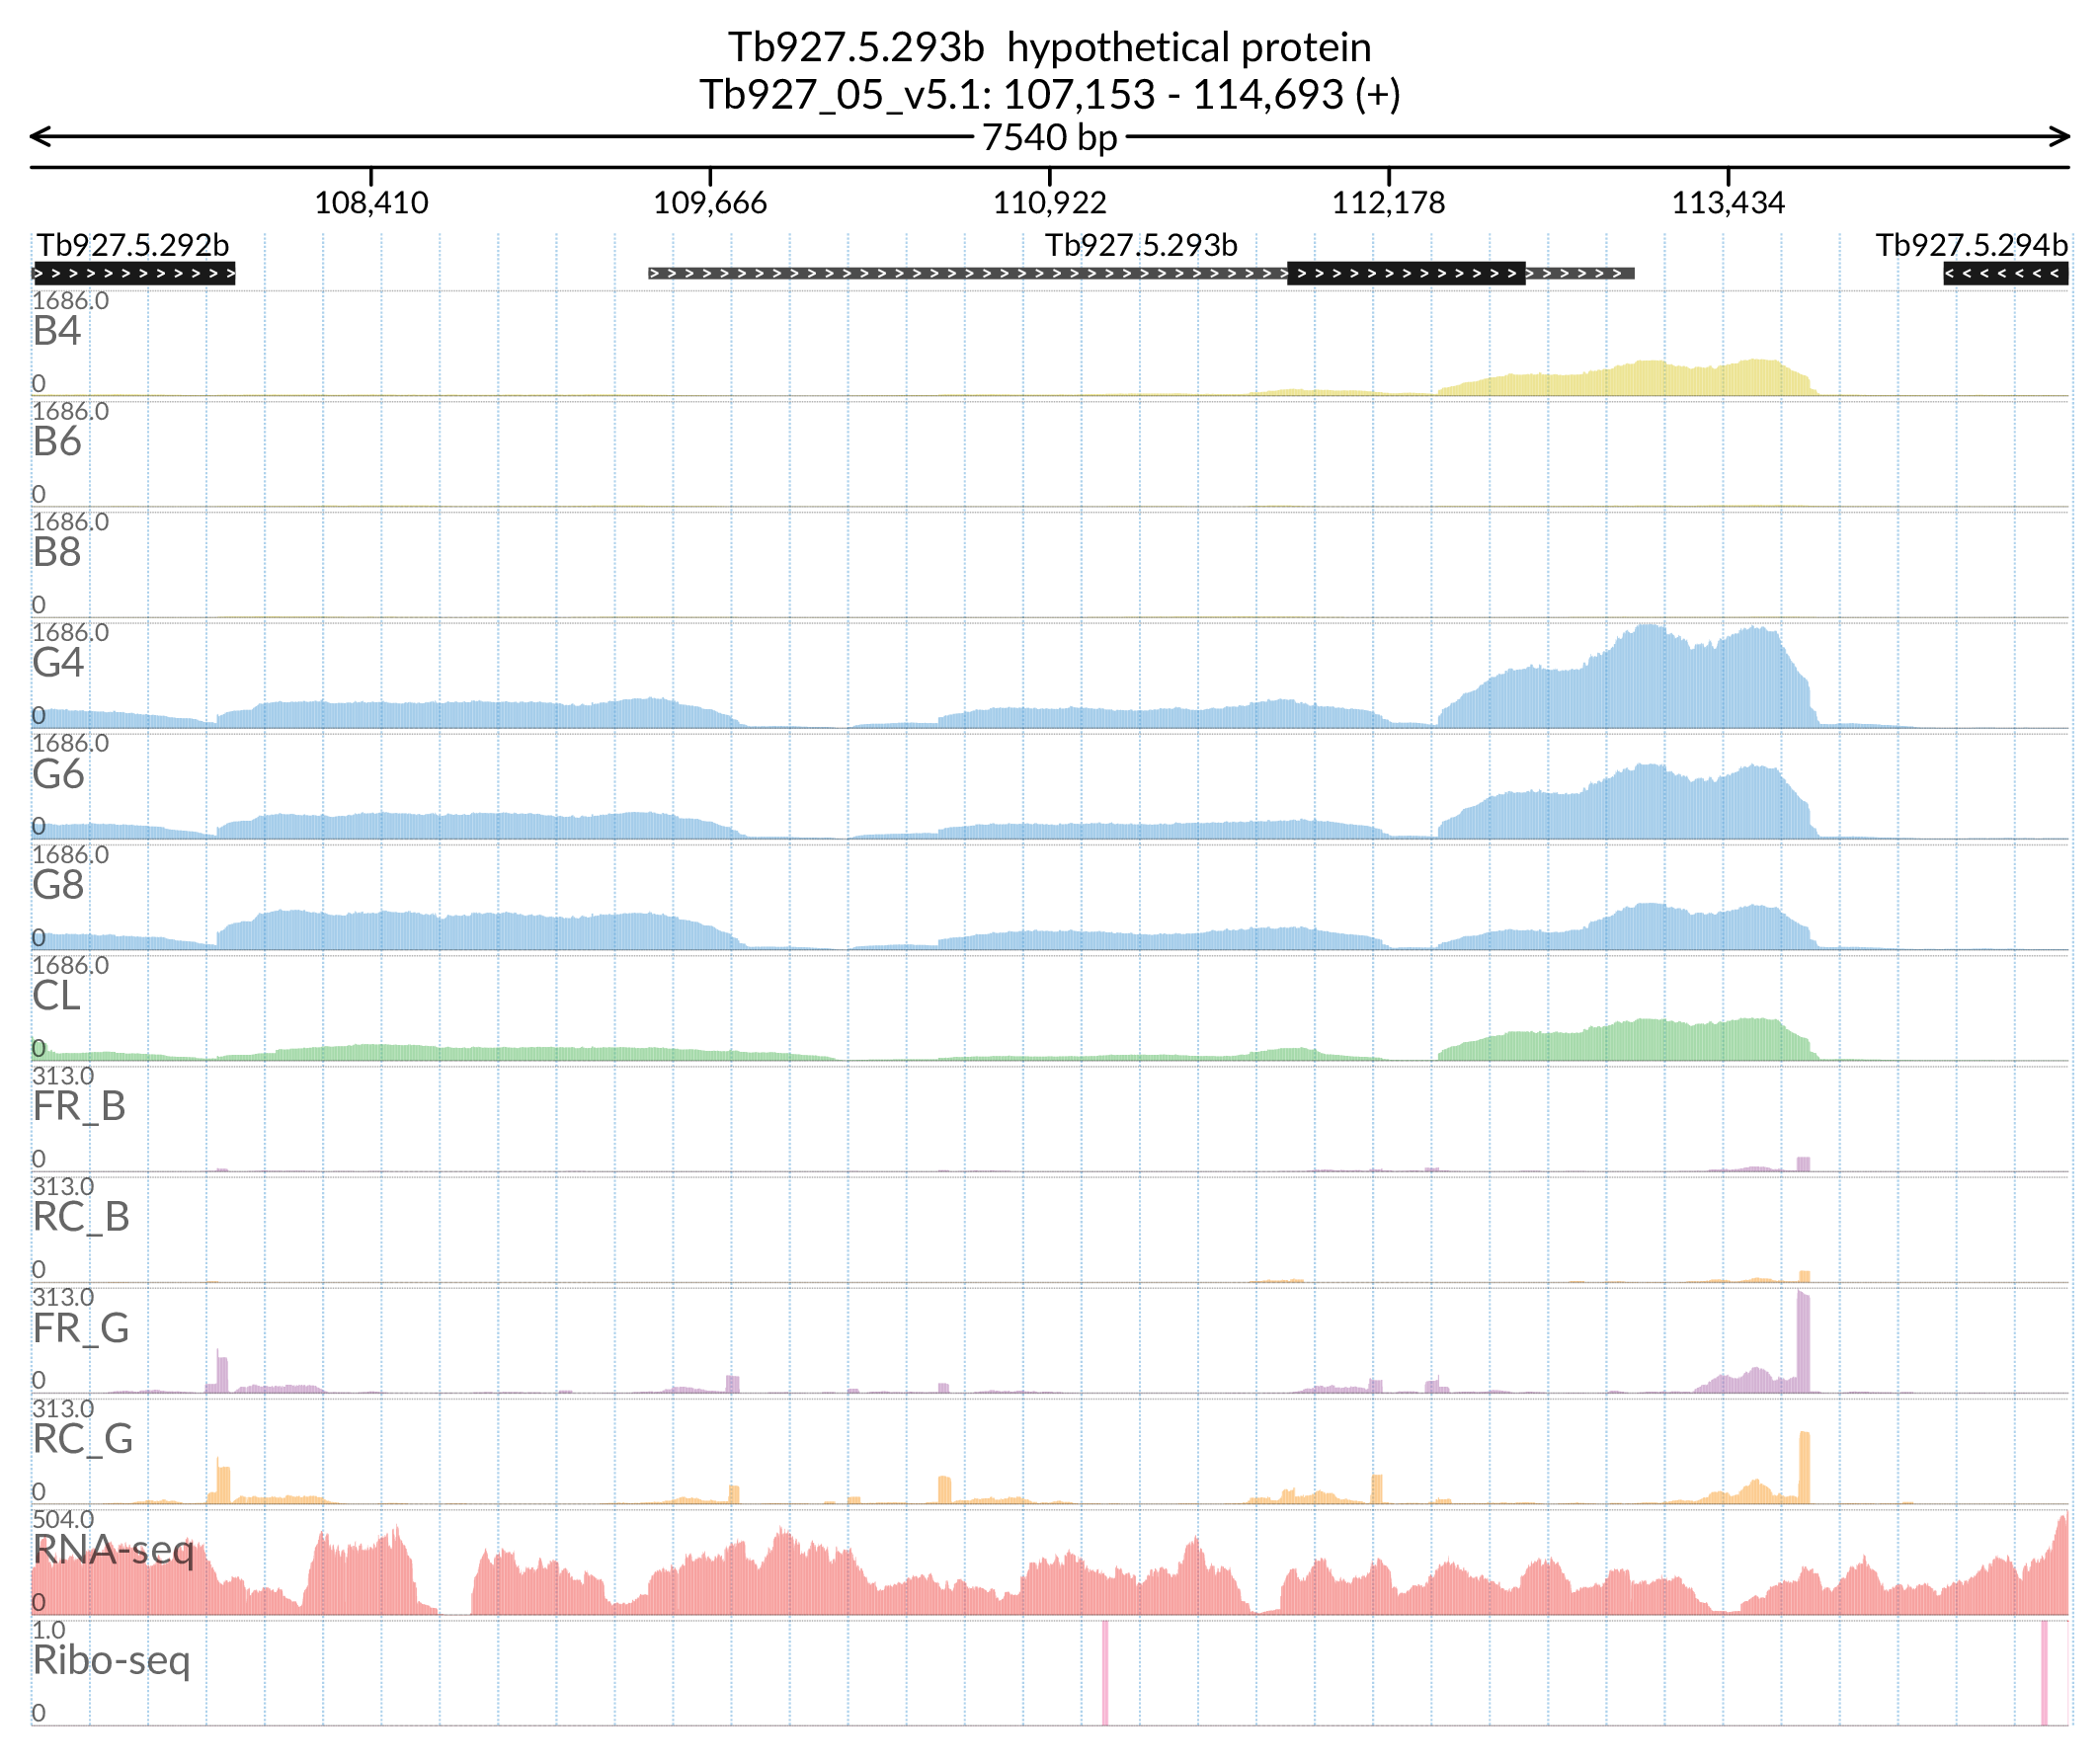 Tb927.5.293b hypothetical protein
Tb927_05_v5.1: 107,153 - 114,693 (+)
7540 bp
108,410 109,666 110,922 112,178 113,434
Tb927.5.292b Tb927.5.293b Tb927.5.294b
1686.0
B4
0
1686.0
B6
0
1686.0
B8
0
1686.0
G4
0
1686.0
G6
0
1686.0
G8
0
1686.0
CL
0
313.0
FR_B
0
313.0
RC_B
0
313.0
FR_G
0
313.0
RC_G
0
504.0
RNA-seq
0
1.0
Ribo-seq
0